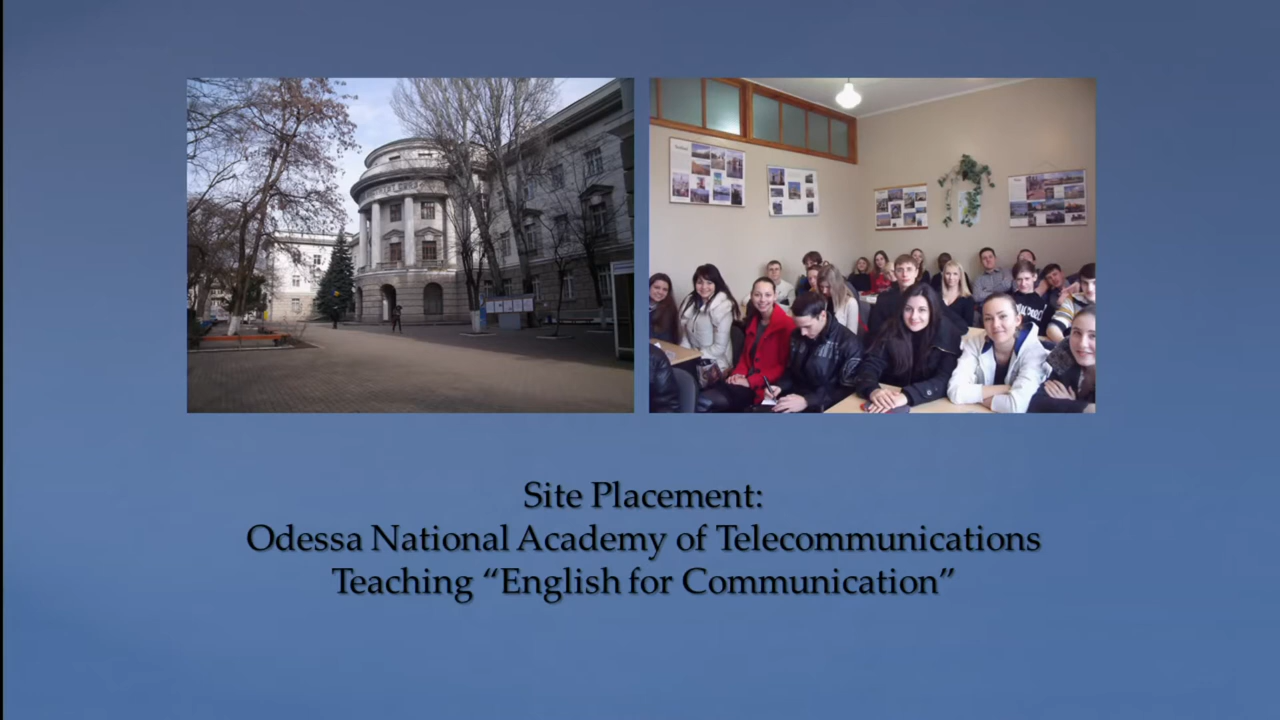 Site Placement:
Odessa National Academy of Telecommunications
Teaching “English for Communication”